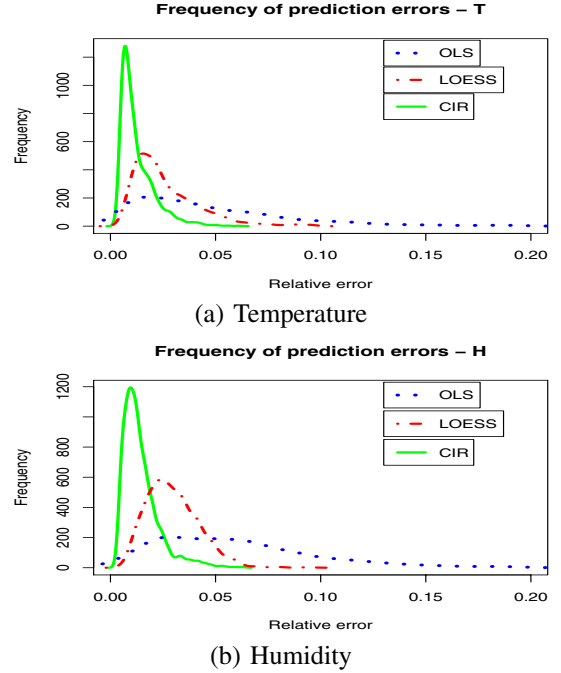 Frequency of prediction errors – T
OLS
LOESS
CIR
Frequency
0 200 600 1000
0.00 0.05 0.10 0.15 0.20
Relative error
(a) Temperature
Frequency of prediction errors – H
OLS
LOESS
CIR
Frequency
0 200 400 600 800 1200
0.00 0.05 0.10 0.15 0.20
Relative error
(b) Humidity